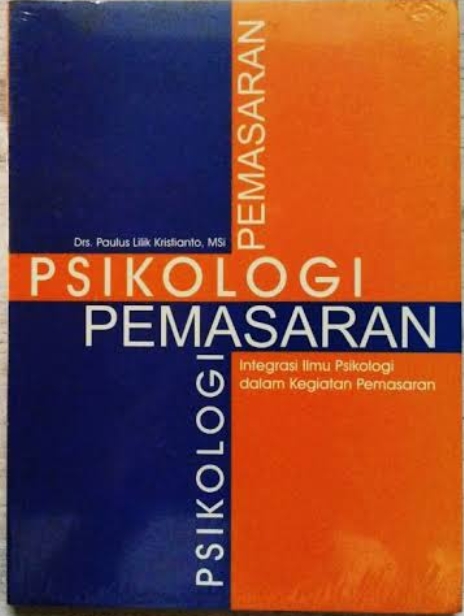 PEMASARAN
Drs. Paulus Lilik Kristianto, MSi
PSIKOLOGI
PEMASARAN
Integrasi Ilmu Psikologi
dalam Kegiatan Pemasaran
PSIKOLOGI